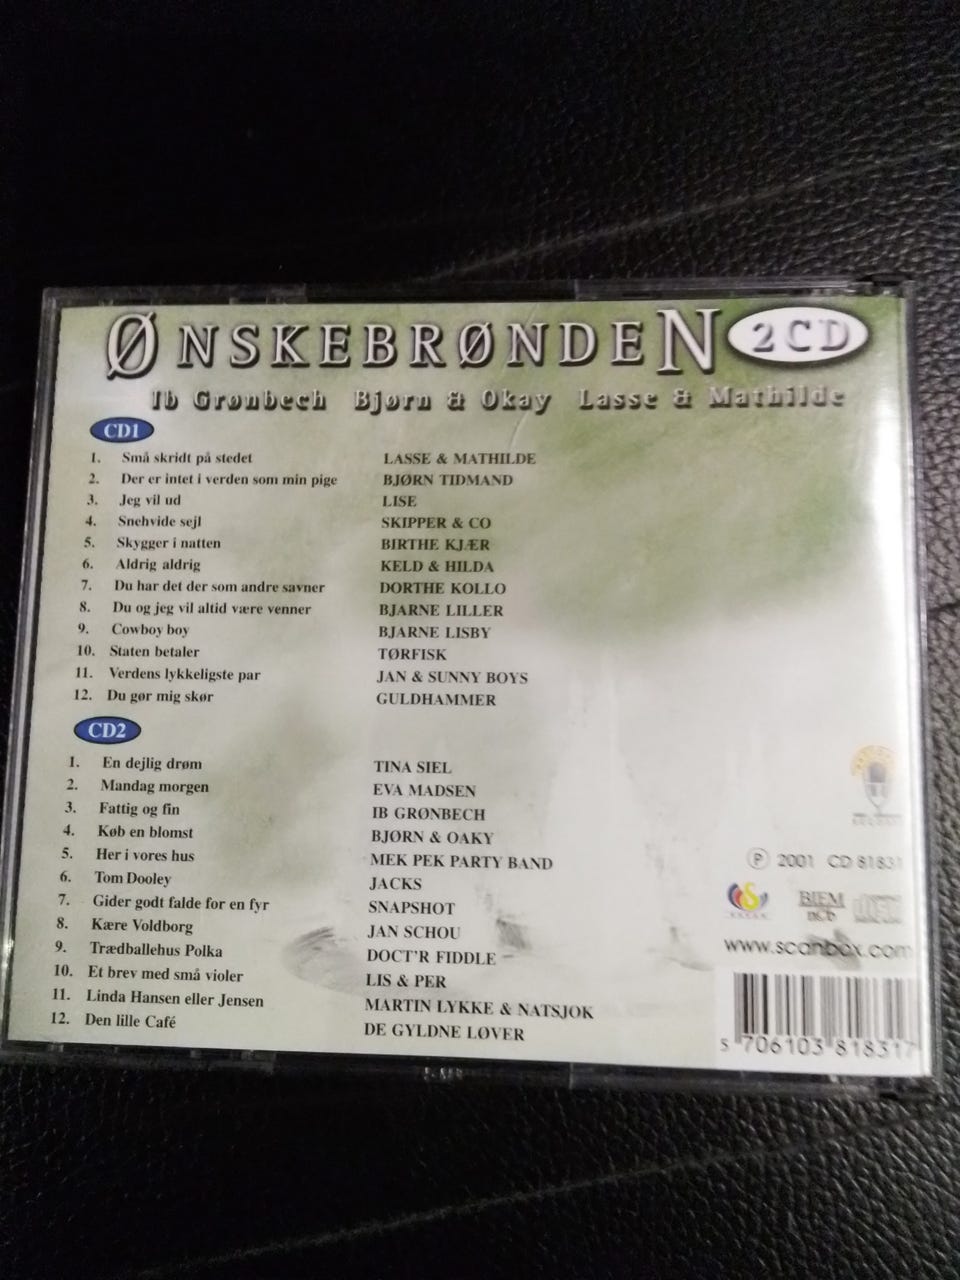 ØNSKEBRØNDEN 2CD
Ib Grønbech Bjørn & Okay Lasse & Mathilde
CD1
1. Små skridt på stedet LASSE & MATHILDE
2. Der er intet i verden som min pige BJØRN TIDMAND
3. Jeg vil ud LISE
4. Snehvide sejl SKIPPER & CO
5. Skygger i natten BIRTHE KJÆR
6. Aldrig aldrig KELD & HILDA
7. Du har det der som andre savner DORTHE KOLLO
8. Du og jeg vil altid være venner BJARNE LILLER
9. Cowboy boy BJARNE LISBY
10. Staten betaler TØRFISK
11. Verdens lykkeligste par JAN & SUNNY BOYS
12. Du gør mig skør GULDHAMMER
CD2
1. En dejlig drøm TINA SIEL
2. Mandag morgen EVA MADSEN
3. Fattig og fin IB GRØNBECH
4. Køb en blomst BJØRN & OAKY
5. Her i vores hus MEK PEK PARTY BAND
6. Tom Dooley JACKS
7. Gider godt falde for en fyr SNAPSHOT
8. Kære Voldborg JAN SCHOU
9. Trædballehus Polka DOCT'R FIDDLE
10. Et brev med små violer LIS & PER
11. Linda Hansen eller Jensen MARTIN LYKKE & NATSJOK
12. Den lille Café DE GYLDNE LØVER
Ⓟ 2001 CD 81831
BIEM
nCb
www.scanbox.com
5 706103 818317